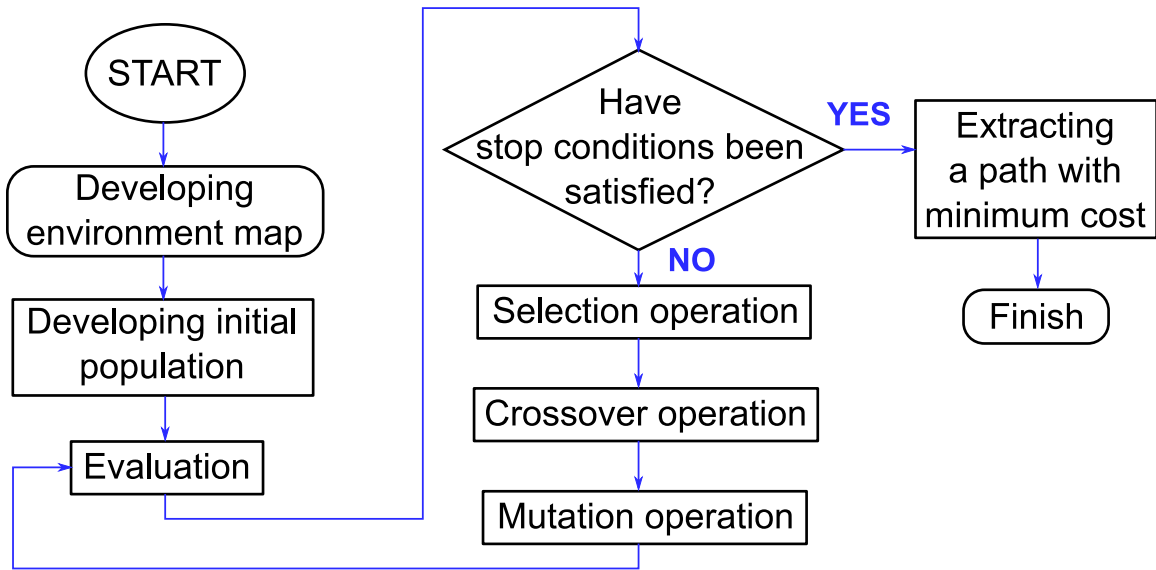 START
Developing
environment map
Developing initial
population
Evaluation
Have
stop conditions been
satisfied?
YES
NO
Extracting
a path with
minimum cost
Finish
Selection operation
Crossover operation
Mutation operation